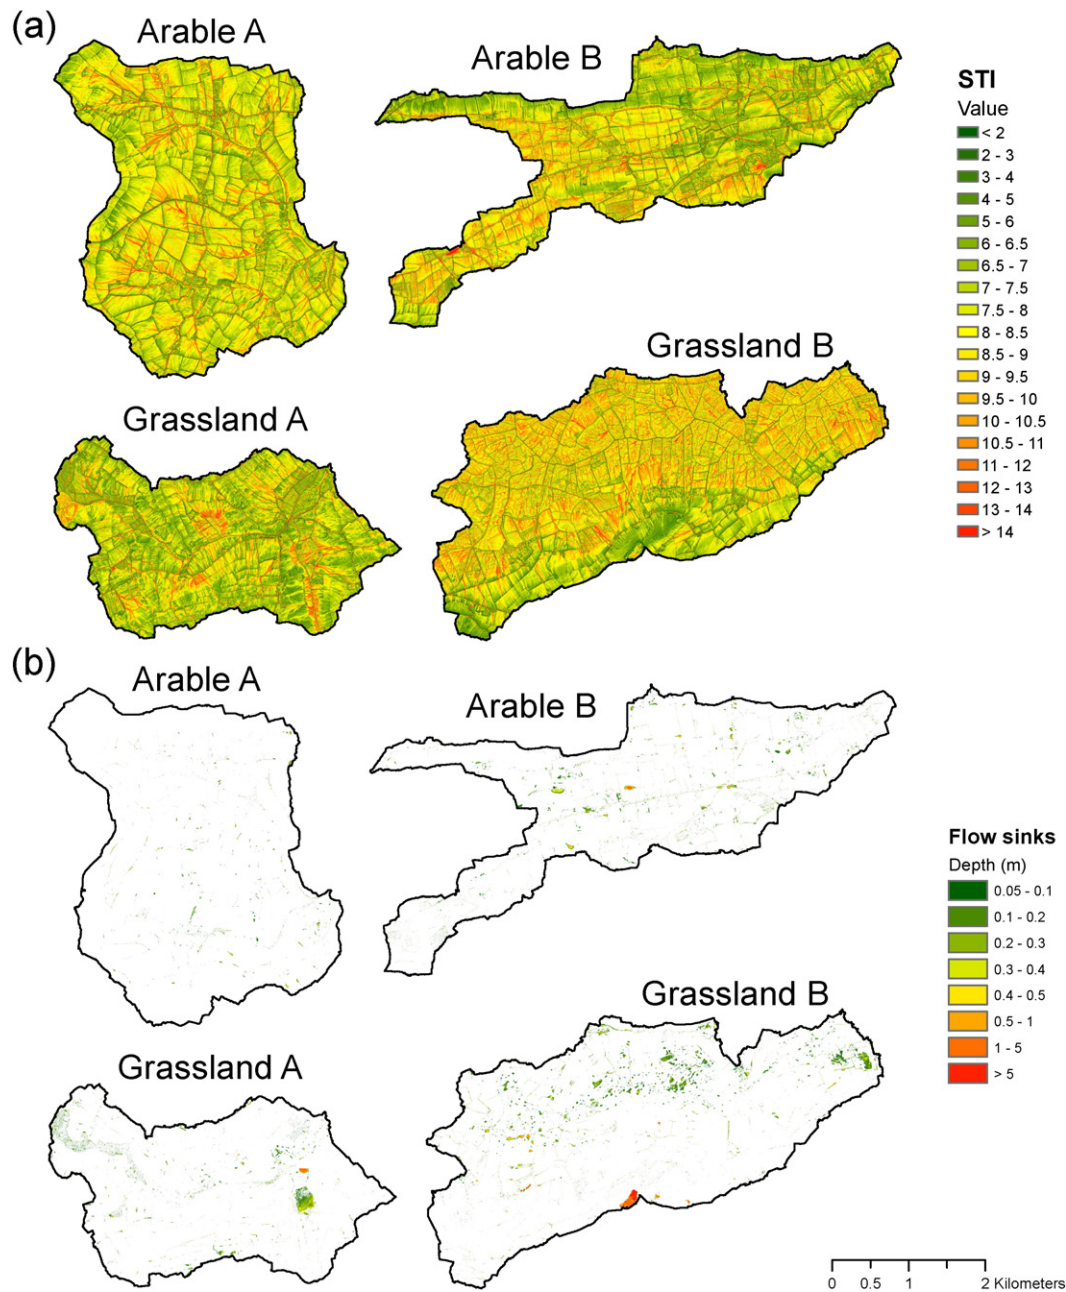 (a)
Arable A
Arable B
Grassland A
Grassland B
STI
Value
< 2
2 - 3
3 - 4
4 - 5
5 - 6
6 - 6.5
6.5 - 7
7 - 7.5
7.5 - 8
8 - 8.5
8.5 - 9
9 - 9.5
9.5 - 10
10 - 10.5
10.5 - 11
11 - 12
12 - 13
13 - 14
> 14
(b)
Arable A
Arable B
Grassland A
Grassland B
Flow sinks
Depth (m)
0.05 - 0.1
0.1 - 0.2
0.2 - 0.3
0.3 - 0.4
0.4 - 0.5
0.5 - 1
1 - 5
> 5
0 0.5 1 2 Kilometers